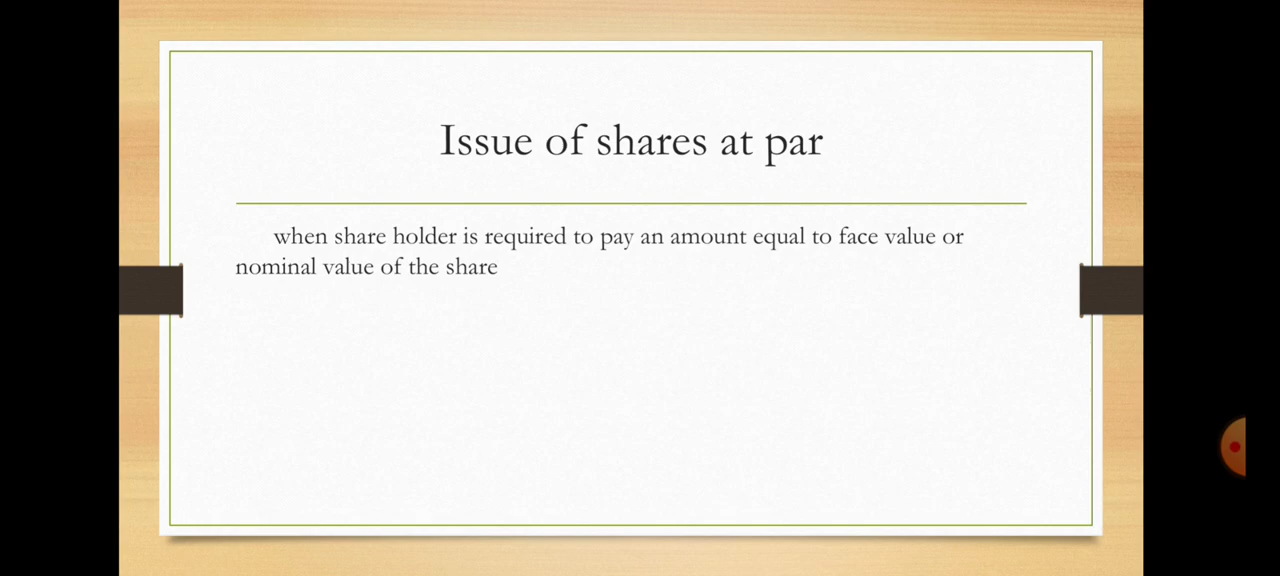 Issue of shares at par
when share holder is required to pay an amount equal to face value or
nominal value of the share